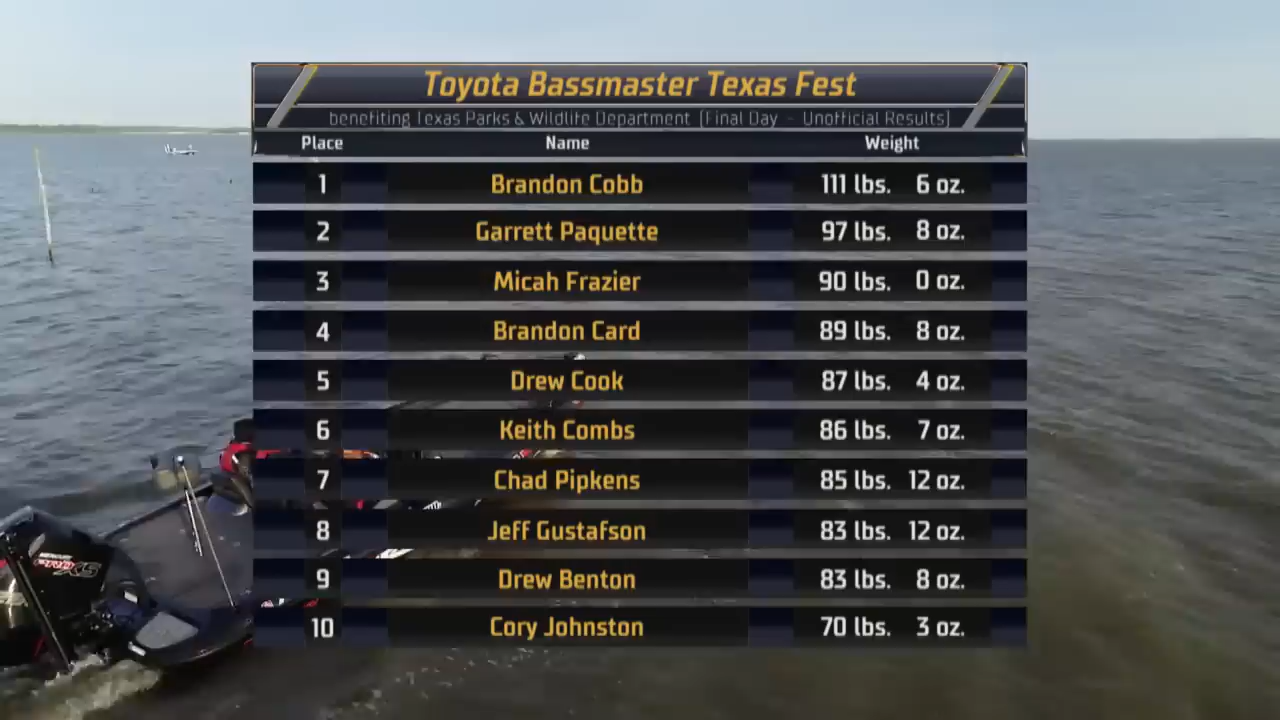 Toyota Bassmaster Texas Fest
benefiting Texas Parks & Wildlife Department [Final Day - Unofficial Results]
Place Name Weight
1 Brandon Cobb 111 lbs. 6 oz.
2 Garrett Paquette 97 lbs. 8 oz.
3 Micah Frazier 90 lbs. 0 oz.
4 Brandon Card 89 lbs. 8 oz.
5 Drew Cook 87 lbs. 4 oz.
6 Keith Combs 86 lbs. 7 oz.
7 Chad Pipkens 85 lbs. 12 oz.
8 Jeff Gustafson 83 lbs. 12 oz.
9 Drew Benton 83 lbs. 8 oz.
10 Cory Johnston 70 lbs. 3 oz.